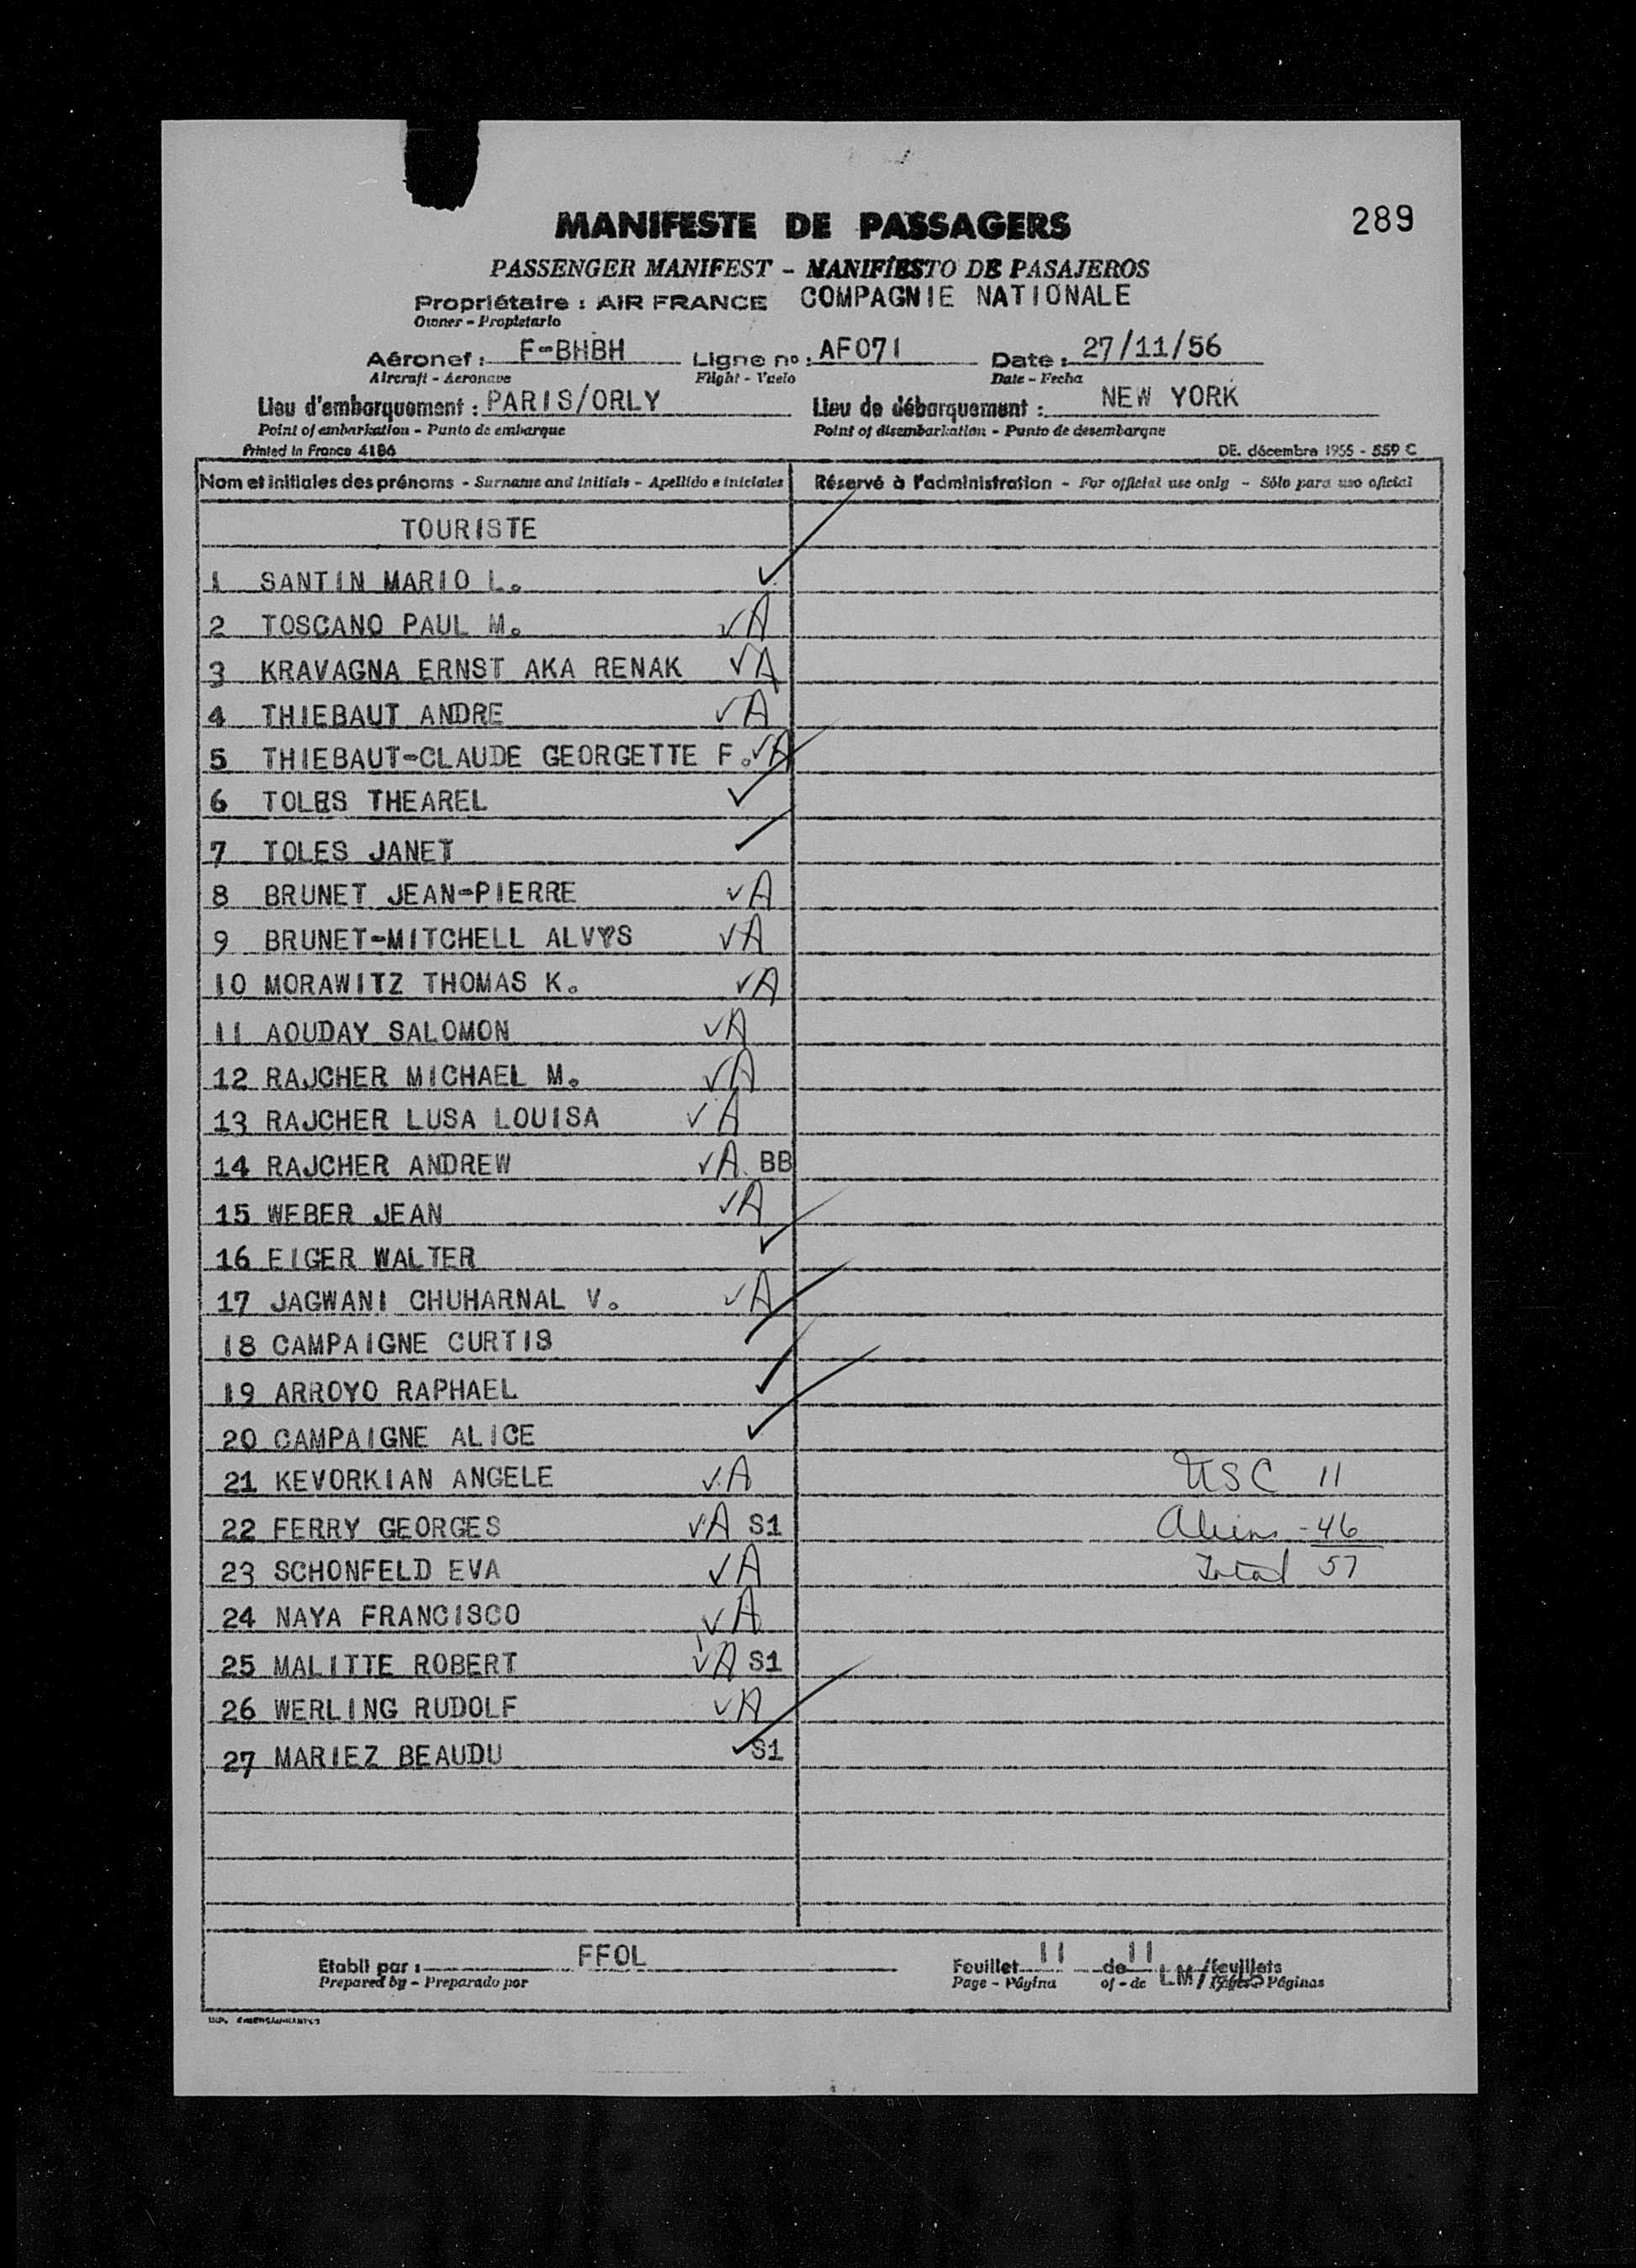 289
MANIFESTE DE PASSAGERS
PASSENGER MANIFEST - MANIFIESTO DE PASAJEROS
Propriétaire : AIR FRANCE COMPAGNIE NATIONALE
Owner - Propietario
Aéronef : F-BHBH Ligne no : AF071 Date : 27/11/56
Aircraft - Aeronave Flight - Vuelo Date - Fecha
Lieu d'embarquement : PARIS/ORLY Lieu de débarquement : NEW YORK
Point of embarkation - Punto de embarque Point of disembarkation - Punto de desembarque
Printed in France 4186 DE. décembre 1955 - 859 C
Nom et initiales des prénoms - Surname and initials - Apellido e iniciales Réservé à l'administration - For official use only - Sólo para uso oficial
TOURISTE
1 SANTIN MARIO L. ✓
2 TOSCANO PAUL M. ✓A
3 KRAVAGNA ERNST AKA RENAK ✓A
4 THIEBAUT ANDRE ✓A
5 THIEBAUT-CLAUDE GEORGETTE F. ✓A
6 TOLES THEAREL ✓
7 TOLES JANET ✓
8 BRUNET JEAN-PIERRE ✓A
9 BRUNET-MITCHELL ALVYS ✓A
10 MORAWITZ THOMAS K. ✓A
11 AOUDAY SALOMON ✓A
12 RAJCHER MICHAEL M. ✓A
13 RAJCHER LUSA LOUISA ✓A
14 RAJCHER ANDREW ✓A BB
15 WEBER JEAN ✓A
16 EIGER WALTER ✓
17 JAGWANI CHUHARNAL V. ✓A
18 CAMPAIGNE CURTIS ✓
19 ARROYO RAPHAEL ✓
20 CAMPAIGNE ALICE ✓
21 KEVORKIAN ANGELE ✓A USC 11
22 FERRY GEORGES ✓A S1 Aliens - 46
23 SCHONFELD EVA ✓A Total 57
24 NAYA FRANCISCO ✓A
25 MALITTE ROBERT ✓A S1
26 WERLING RUDOLF ✓A
27 MARIEZ BEAUDU ✓ S1
Etabli par : FFOL Feuillet 11 de 11 feuillets
Prepared by - Preparado por Page - Página of - de LM/ Páginas